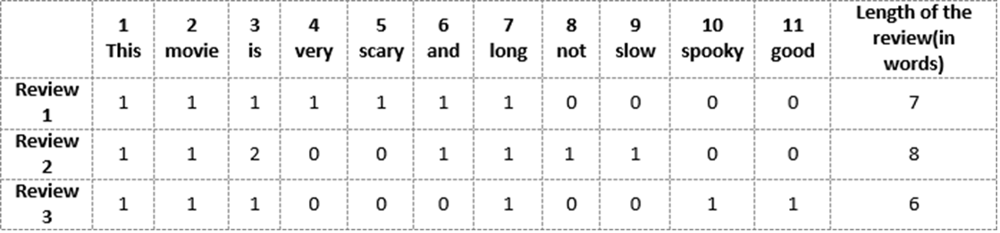 1 This	2 movie	3 is	4 very	5 scary	6 and	7 long	8 not	9 slow	10 spooky	11 good	Length of the review(in words)
Review 1	1	1	1	1	1	1	1	0	0	0	0	7
Review 2	1	1	2	0	0	1	1	1	1	0	0	8
Review 3	1	1	1	0	0	0	1	0	0	1	1	6